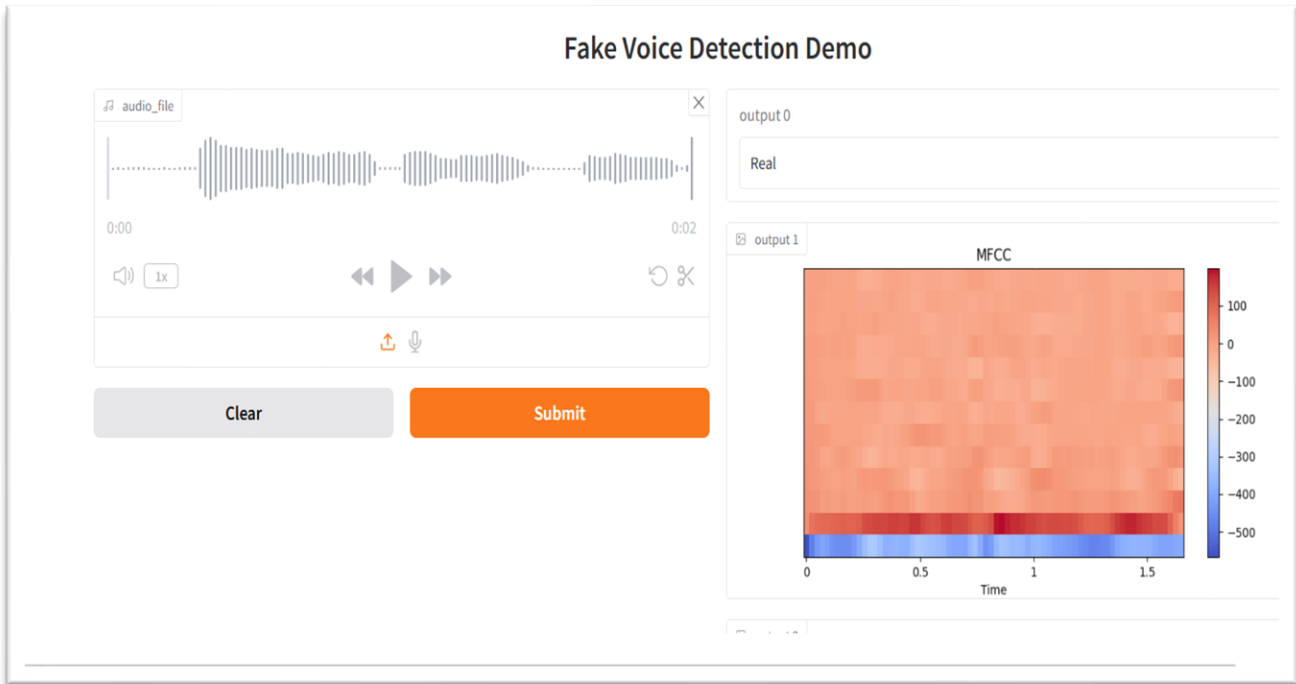 Fake Voice Detection Demo
audio_file
0:00
0:02
1x
Clear
Submit
output 0
Real
output 1
MFCC
100
0
−100
−200
−300
−400
−500
0
0.5
1
1.5
Time